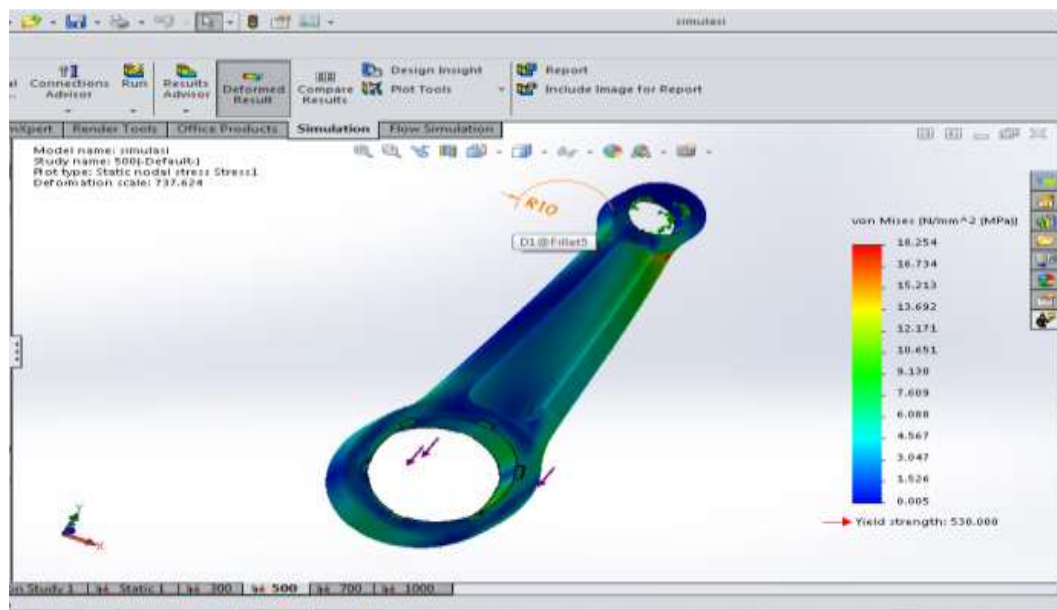 simulasi
Connections Advisor
Run
Results Advisor
Deformed Result
Compare Results
Design Insight
Plot Tools
Report
Include Image for Report
Render Tools
Office Products
Simulation
Flow Simulation
Model name: simulasi
Study name: 500(-Default-)
Plot type: Static nodal stress Stress1
Deformation scale: 737.624
R10
D1@Fillet5
von Mises (N/mm^2 (MPa))
18.254
16.734
15.213
13.692
12.171
10.651
9.130
7.609
6.088
4.567
3.047
1.526
0.005
Yield strength: 530.000
Y
X
Study 1
Static 1
300
500
700
1000